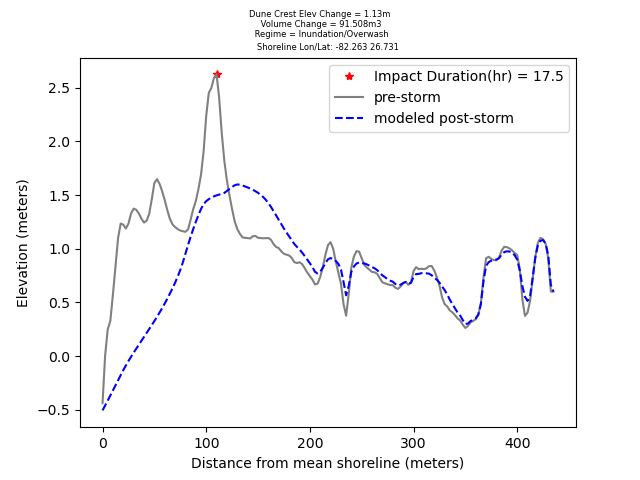 Dune Crest Elev Change = 1.13m
Volume Change = 91.508m3
Regime = Inundation/Overwash
Shoreline Lon/Lat: -82.263 26.731
Impact Duration(hr) = 17.5
pre-storm
modeled post-storm
2.5
2.0
1.5
1.0
0.5
0.0
−0.5
Elevation (meters)
0 100 200 300 400
Distance from mean shoreline (meters)